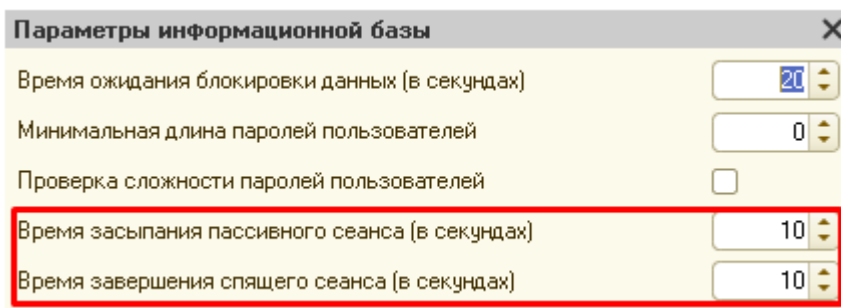 Параметры информационной базы
Время ожидания блокировки данных (в секундах) 20
Минимальная длина паролей пользователей 0
Проверка сложности паролей пользователей
Время засыпания пассивного сеанса (в секундах) 10
Время завершения спящего сеанса (в секундах) 10